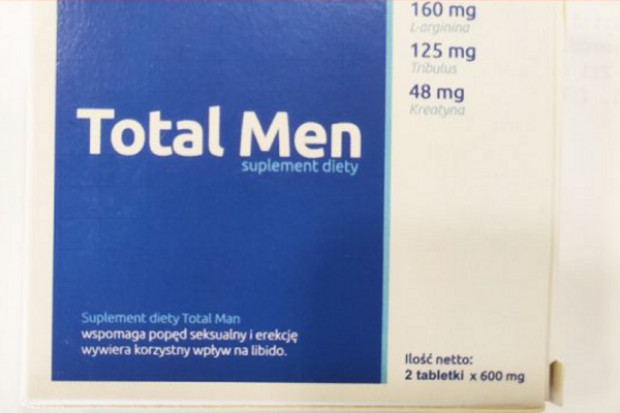 160 mg
L-arginina
125 mg
Tribulus
48 mg
Kreatyna
Total Men
suplement diety
Suplement diety Total Man
wspomaga popęd seksualny i erekcję
wywiera korzystny wpływ na libido.
Ilość netto:
2 tabletki x 600 mg